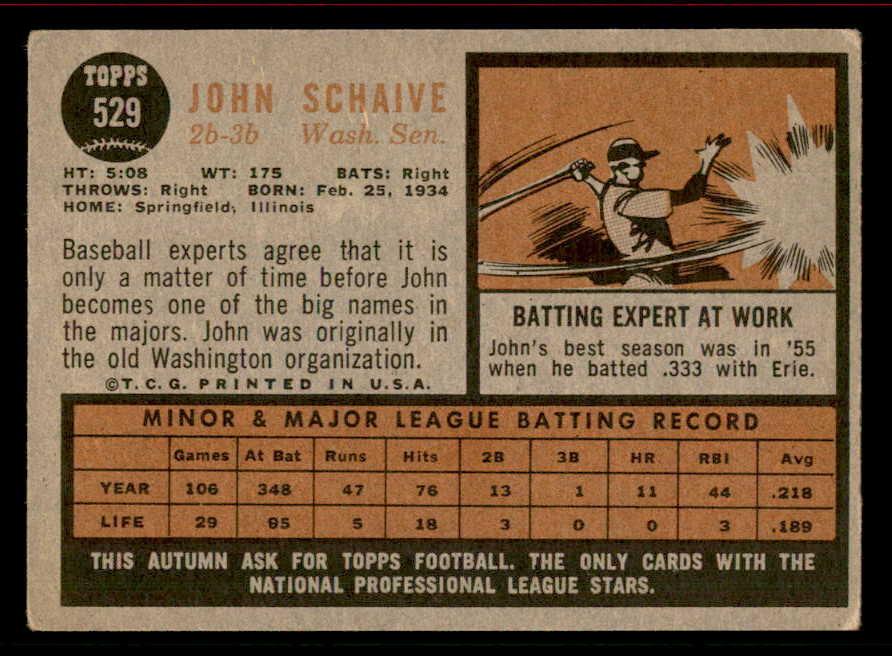 TOPPS
529
JOHN SCHAIVE
2b-3b Wash. Sen.
HT: 5:08 WT: 175 BATS: Right
THROWS: Right BORN: Feb. 25, 1934
HOME: Springfield, Illinois
Baseball experts agree that it is
only a matter of time before John
becomes one of the big names in
the majors. John was originally in
the old Washington organization.
©T.C.G. PRINTED IN U.S.A.
BATTING EXPERT AT WORK
John's best season was in '55
when he batted .333 with Erie.
MINOR & MAJOR LEAGUE BATTING RECORD
Games At Bat Runs Hits 2B 3B HR RBI Avg
YEAR 106 348 47 76 13 1 11 44 .218
LIFE 29 95 5 18 3 0 0 3 .189
THIS AUTUMN ASK FOR TOPPS FOOTBALL. THE ONLY CARDS WITH THE
NATIONAL PROFESSIONAL LEAGUE STARS.